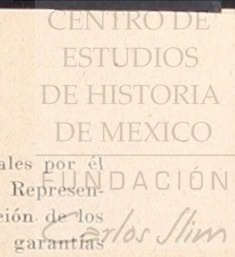 CENTRO DE
ESTUDIOS
DE HISTORIA
DE MEXICO
ales por él
FUNDACIÓN
Represen-
Carlos Slim
ción de los
garantías